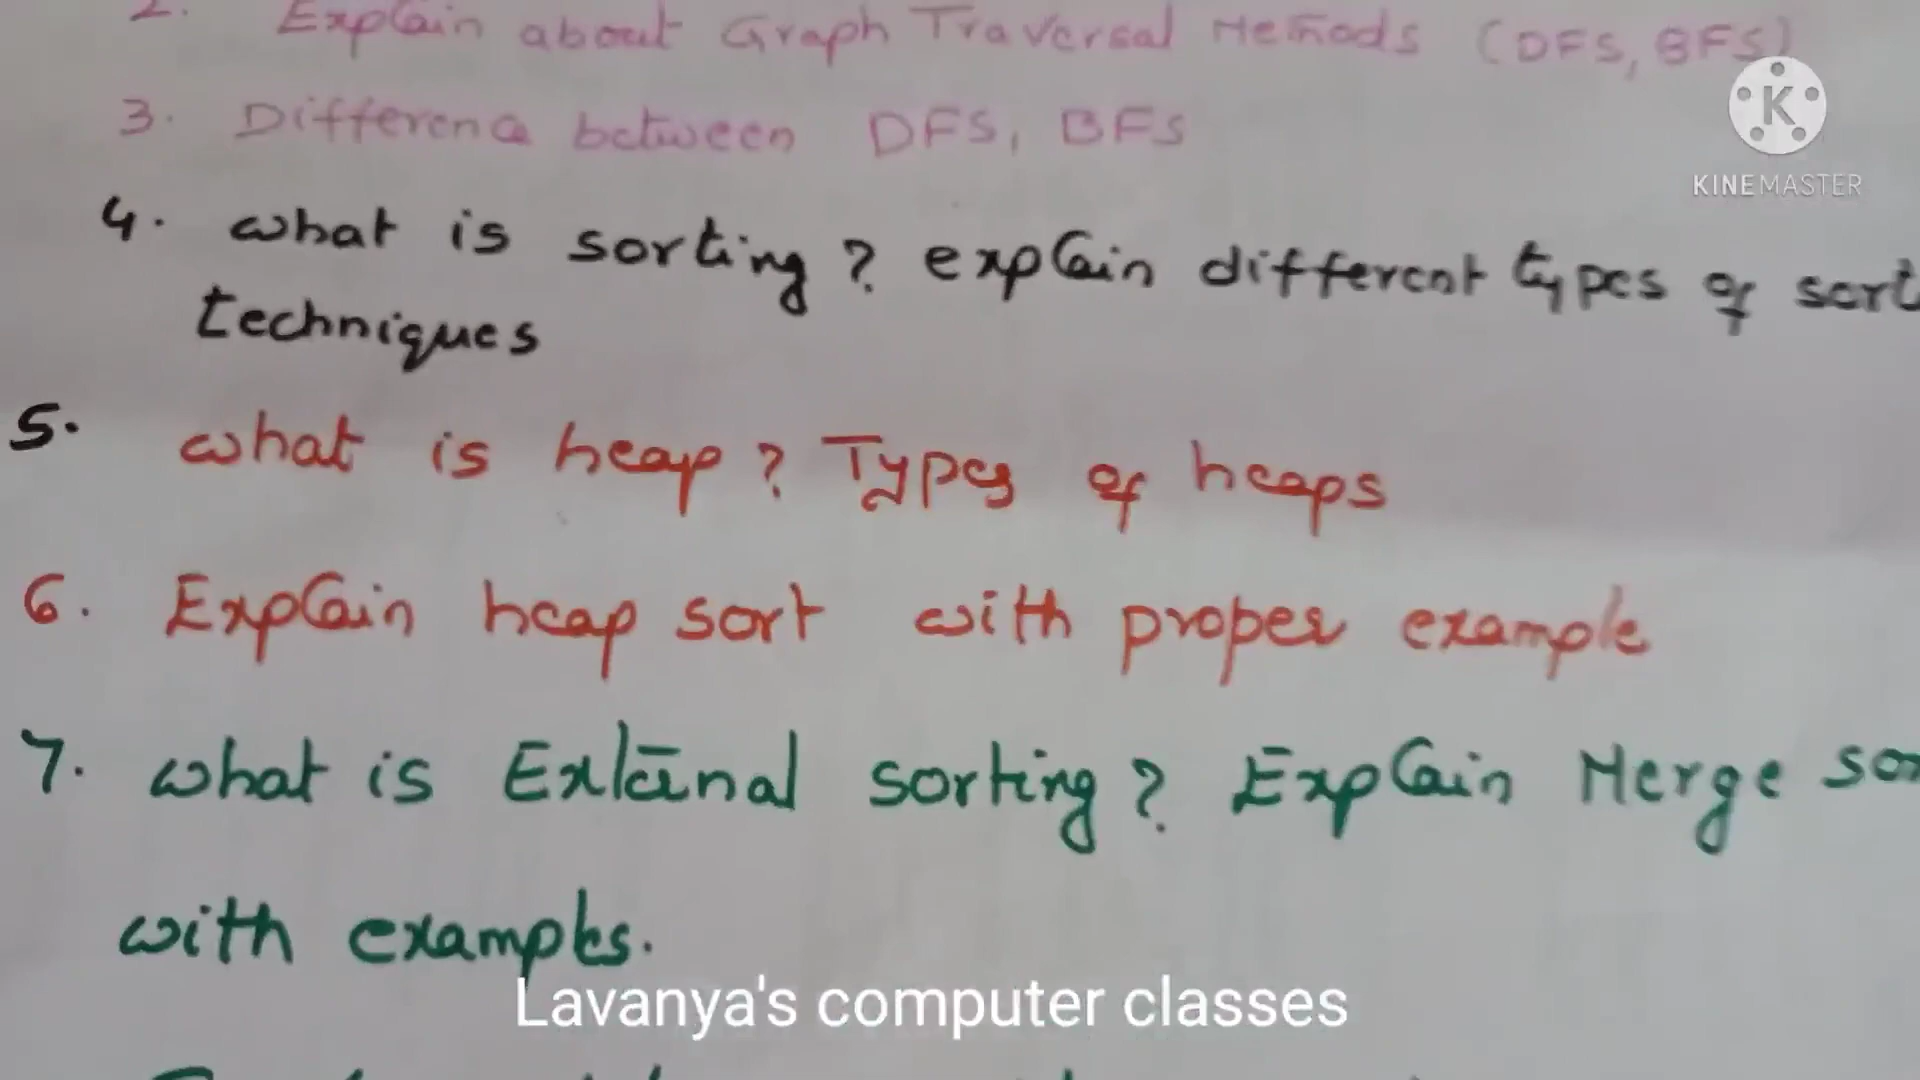 2. Explain about Graph Traversal Methods (DFS, BFS)
3. Difference between DFS, BFS
KINEMASTER
4. what is sorting? explain different types of sort
techniques
5. what is heap? Types of heaps
6. Explain heap sort with proper example
7. what is External sorting? Explain Merge sor
with examples.
Lavanya's computer classes